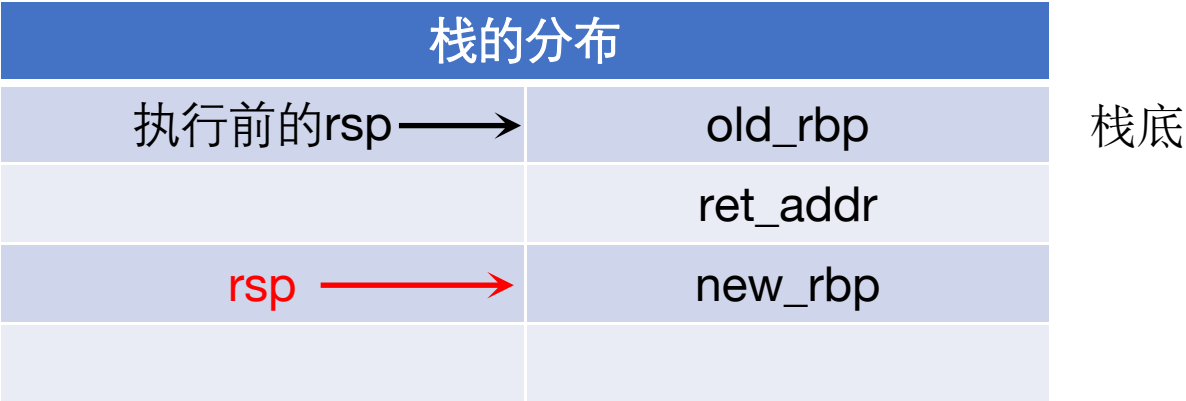 栈的分布
执行前的rsp old_rbp 栈底
ret_addr
rsp new_rbp